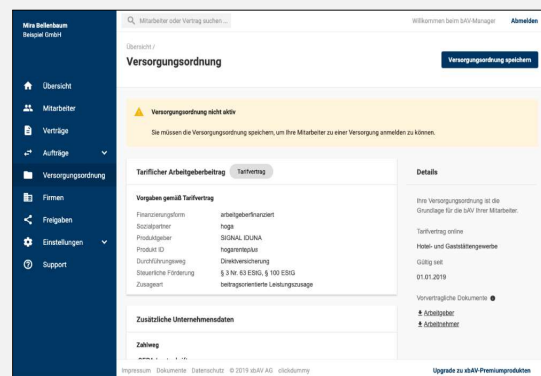 Mira Bellenbaum
Beispiel GmbH
Übersicht
Mitarbeiter
Verträge
Aufträge
Versorgungsordnung
Firmen
Freigaben
Einstellungen
Support
Mitarbeiter oder Vertrag suchen ...
Willkommen beim bAV-Manager Abmelden
Übersicht /
Versorgungsordnung
Versorgungsordnung speichern
Versorgungsordnung nicht aktiv
Sie müssen die Versorgungsordnung speichern, um Ihre Mitarbeiter zu einer Versorgung anmelden zu können.
Tariflicher Arbeitgeberbeitrag Tarifvertrag
Vorgaben gemäß Tarifvertrag
Finanzierungsform arbeitgeberfinanziert
Sozialpartner hoga
Produktgeber SIGNAL IDUNA
Produkt ID hogarenteplus
Durchführungsweg Direktversicherung
Steuerliche Förderung § 3 Nr. 63 EStG, § 100 EStG
Zusageart beitragsorientierte Leistungszusage
Zusätzliche Unternehmensdaten
Zahlweg
Details
Ihre Versorgungsordnung ist die
Grundlage für die bAV Ihrer Mitarbeiter.
Tarifvertrag online
Hotel- und Gaststättengewerbe
Gültig seit
01.01.2019
Vorvertragliche Dokumente
Arbeitgeber
Arbeitnehmer
Impressum Dokumente Datenschutz © 2019 xbAV AG clickdummy
Upgrade zu xbAV-Premiumprodukten